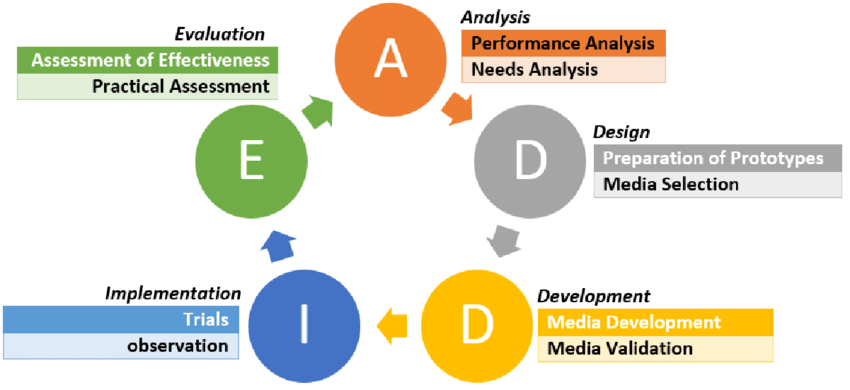 Analysis
A
Performance Analysis
Needs Analysis
Design
D
Preparation of Prototypes
Media Selection
Development
D
Media Development
Media Validation
Implementation
I
Trials
observation
Evaluation
E
Assessment of Effectiveness
Practical Assessment